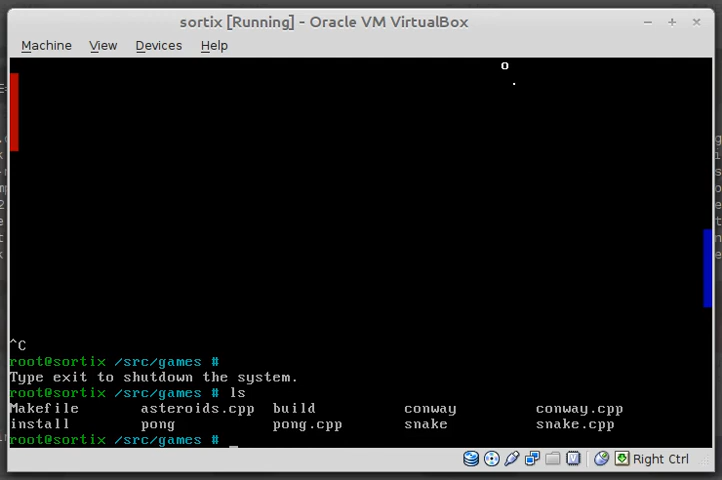 sortix [Running] - Oracle VM VirtualBox
Machine View Devices Help
o
.
^C
root@sortix /src/games #
Type exit to shutdown the system.
root@sortix /src/games # ls
Makefile asteroids.cpp build conway conway.cpp
install pong pong.cpp snake snake.cpp
root@sortix /src/games # _
Right Ctrl